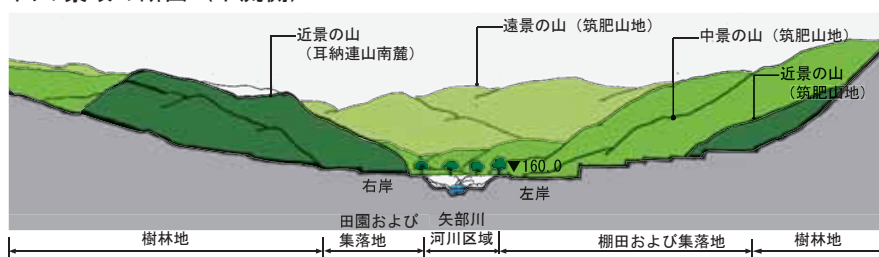 近景の山
（耳納連山南麓）
遠景の山（筑肥山地）
中景の山（筑肥山地）
近景の山
（筑肥山地）
▼160.0
右岸
左岸
樹林地
田園および
集落地
矢部川
河川区域
棚田および集落地
樹林地